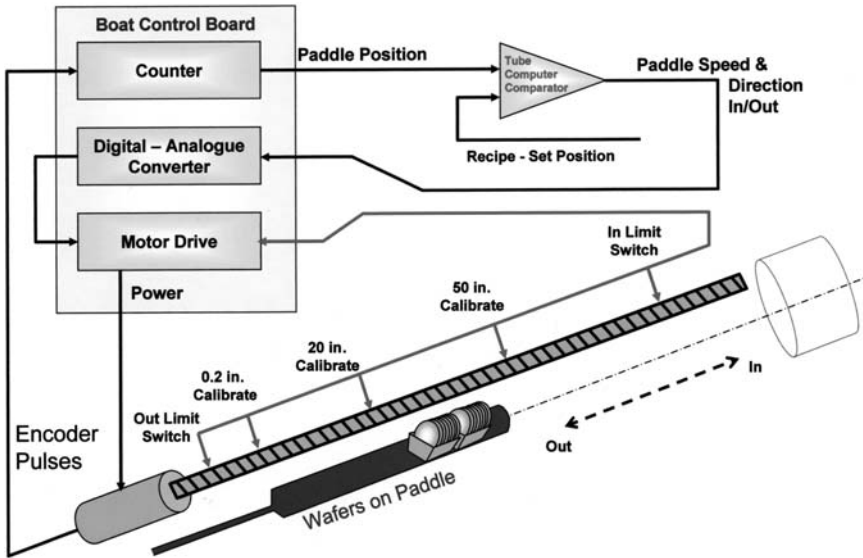 Boat Control Board
Counter
Paddle Position
Tube
Computer
Comparator
Paddle Speed &
Direction
In/Out
Digital – Analogue
Converter
Recipe - Set Position
Motor Drive
In Limit
Switch
Power
50 in.
Calibrate
20 in.
Calibrate
0.2 in.
Calibrate
Out Limit
Switch
In
Out
Encoder
Pulses
Wafers on Paddle